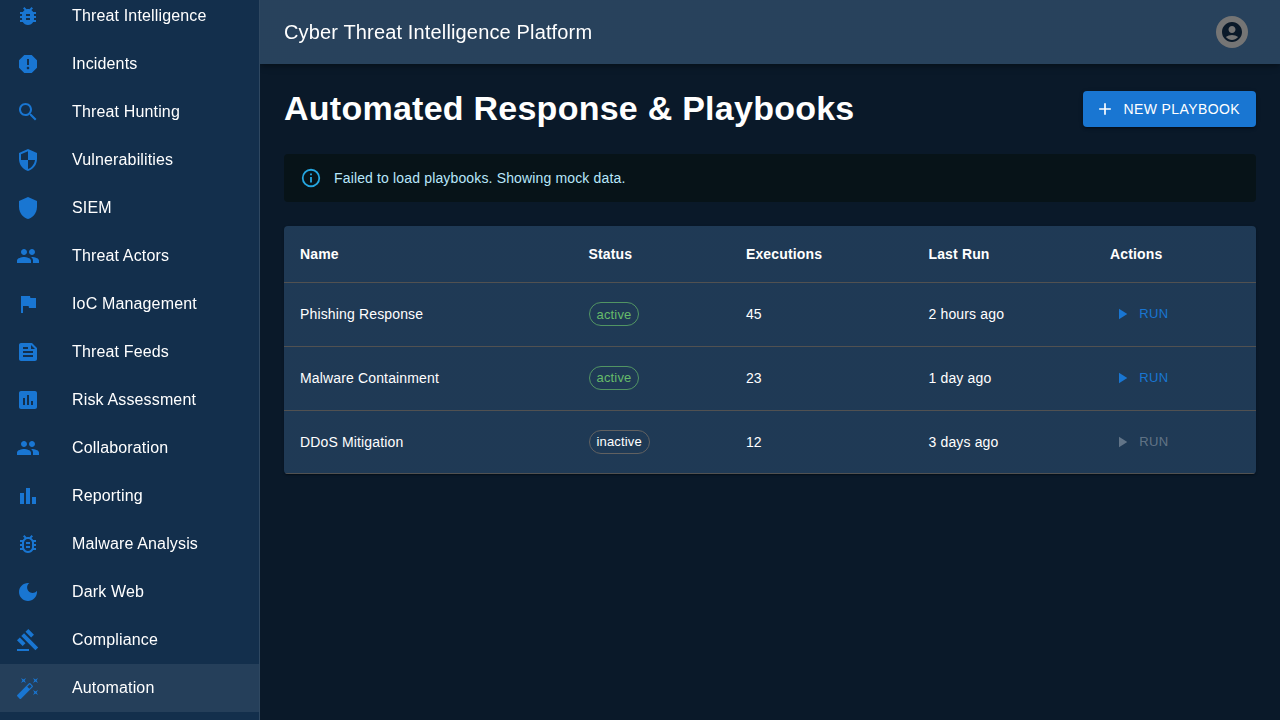 Threat Intelligence
Incidents
Threat Hunting
Vulnerabilities
SIEM
Threat Actors
IoC Management
Threat Feeds
Risk Assessment
Collaboration
Reporting
Malware Analysis
Dark Web
Compliance
Automation
Cyber Threat Intelligence Platform
Automated Response & Playbooks
NEW PLAYBOOK
Failed to load playbooks. Showing mock data.
Name Status Executions Last Run Actions
Phishing Response active 45 2 hours ago RUN
Malware Containment active 23 1 day ago RUN
DDoS Mitigation inactive 12 3 days ago RUN